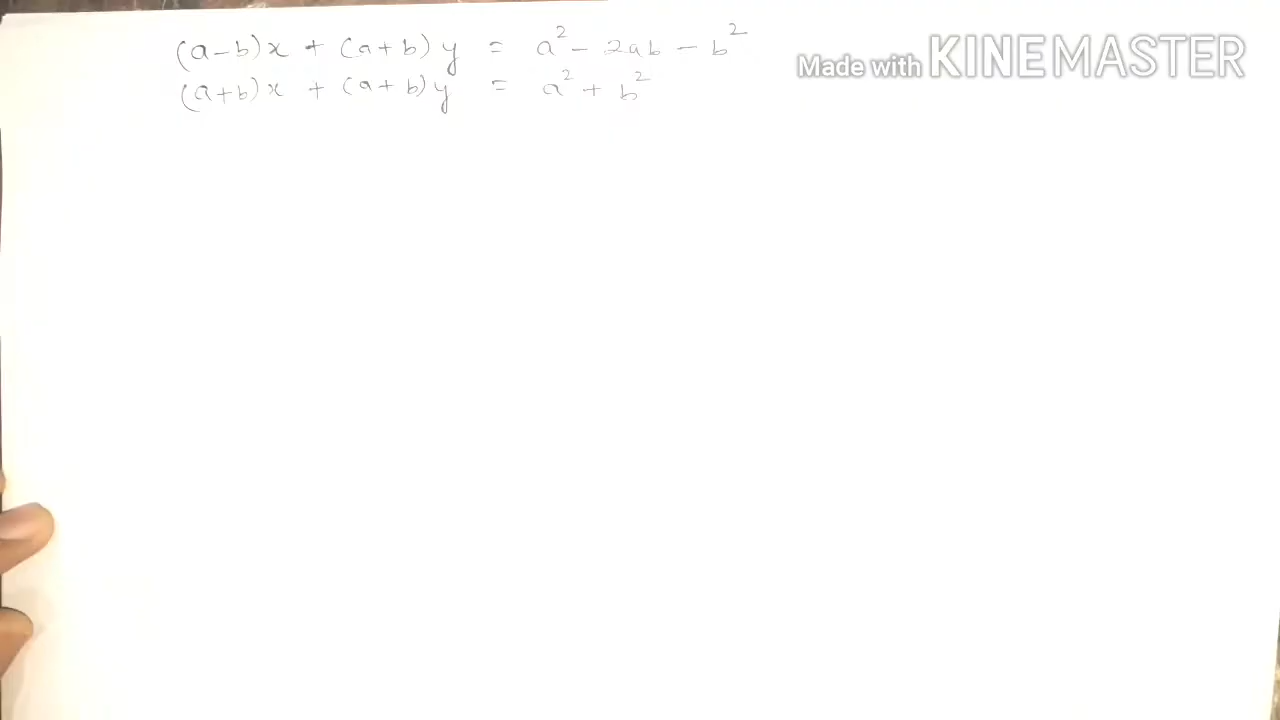 (a-b)x + (a+b)y = a² - 2ab - b²
(a+b)x + (a+b)y = a² + b²
Made with KINEMASTER